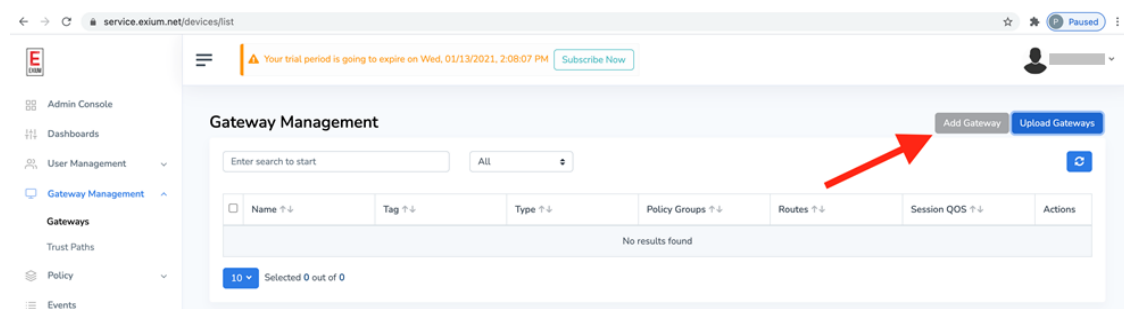 service.exium.net/devices/list
P Paused
E
EXIUM
Your trial period is going to expire on Wed, 01/13/2021, 2:08:07 PM Subscribe Now
Admin Console
Dashboards
User Management
Gateway Management
Gateways
Trust Paths
Policy
Events
Gateway Management
Add Gateway Upload Gateways
Enter search to start All
Name Tag Type Policy Groups Routes Session QOS Actions
No results found
10 Selected 0 out of 0